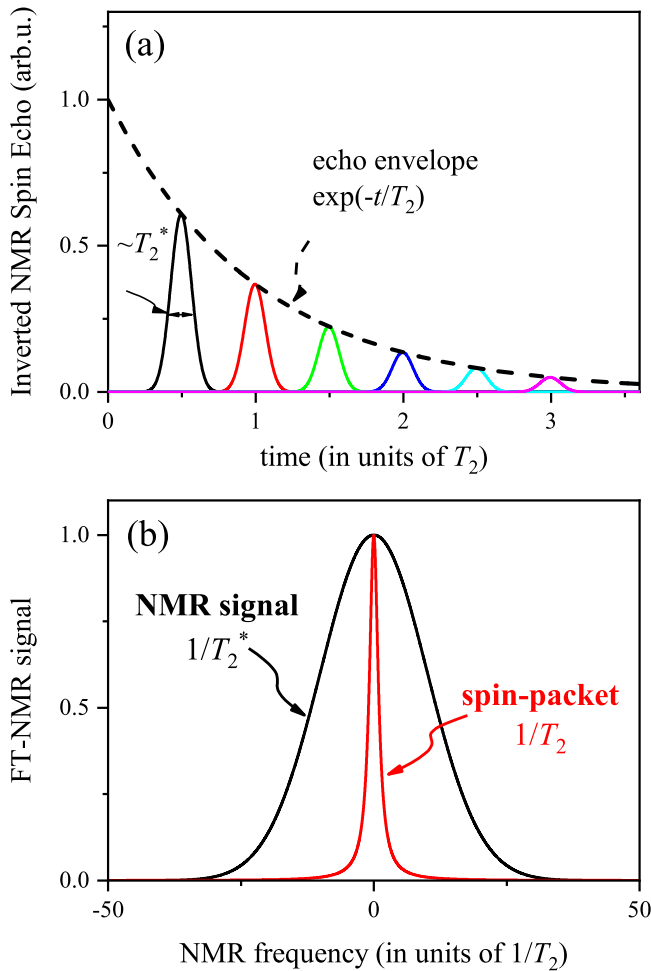 (a)
Inverted NMR Spin Echo (arb.u.)
1.0
0.5
0.0
echo envelope
exp(-t/T₂)
~T₂*
0 1 2 3
time (in units of T₂)
(b)
FT-NMR signal
1.0
0.5
0.0
NMR signal
1/T₂*
spin-packet
1/T₂
-50 0 50
NMR frequency (in units of 1/T₂)